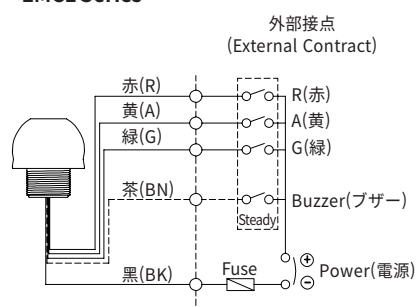 外部接点
(External Contract)
赤(R)
R(赤)
黄(A)
A(黄)
緑(G)
G(緑)
茶(BN)
Buzzer(ブザー)
Steady
黒(BK)
Fuse
Power(電源)